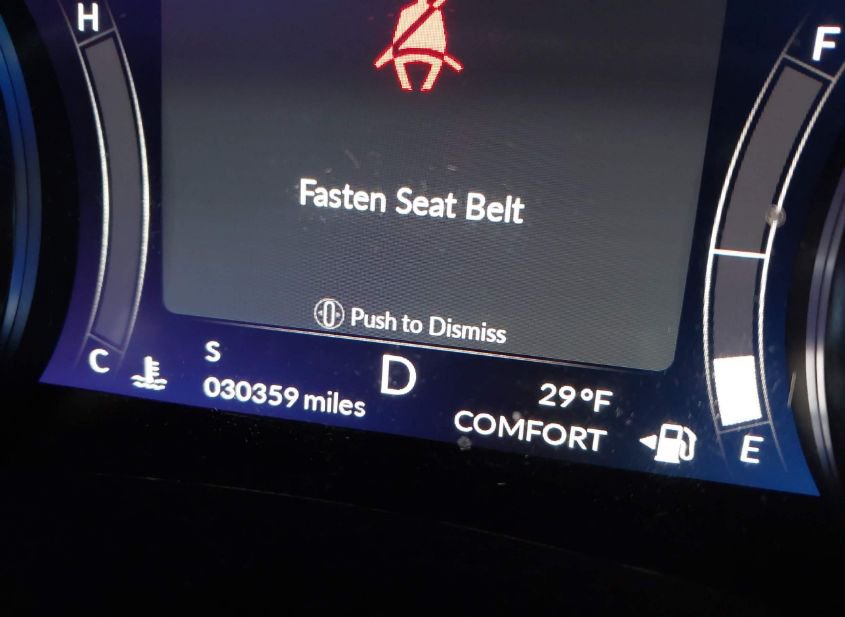 H
F
Fasten Seat Belt
Push to Dismiss
C
S
D
29 °F
030359 miles
COMFORT
E